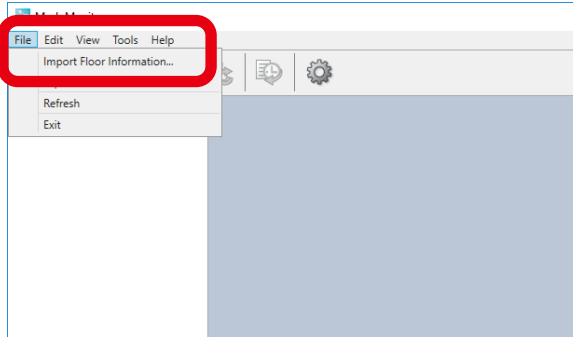 File Edit View Tools Help
Import Floor Information...
Refresh
Exit